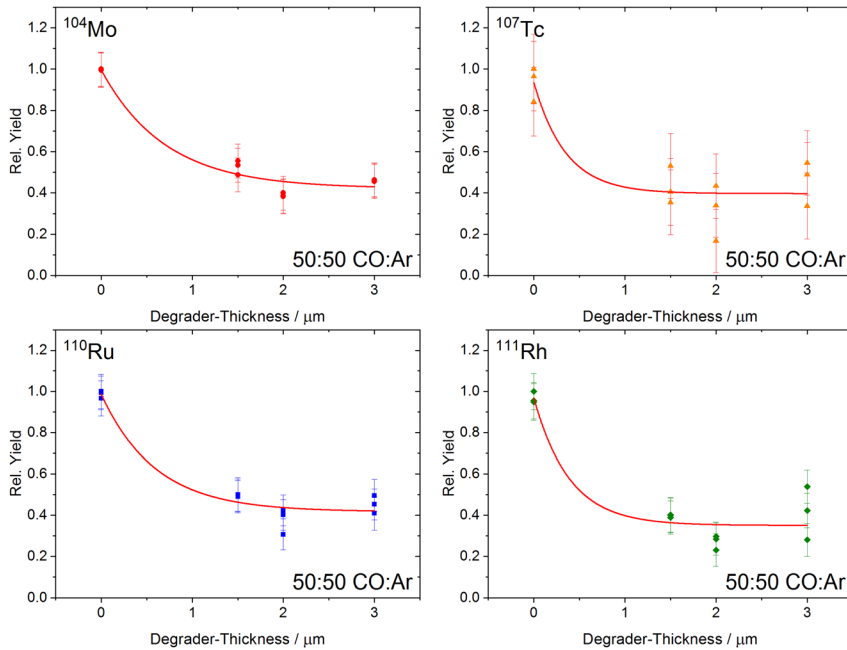 ¹⁰⁴Mo
1.2
1.0
0.8
0.6
0.4
0.2
0.0
Rel. Yield
50:50 CO:Ar
0 1 2 3
Degrader-Thickness / μm
¹⁰⁷Tc
1.2
1.0
0.8
0.6
0.4
0.2
0.0
Rel. Yield
50:50 CO:Ar
0 1 2 3
Degrader-Thickness / μm
¹¹⁰Ru
1.2
1.0
0.8
0.6
0.4
0.2
0.0
Rel. Yield
50:50 CO:Ar
0 1 2 3
Degrader-Thickness / μm
¹¹¹Rh
1.2
1.0
0.8
0.6
0.4
0.2
0.0
Rel. Yield
50:50 CO:Ar
0 1 2 3
Degrader-Thickness / μm